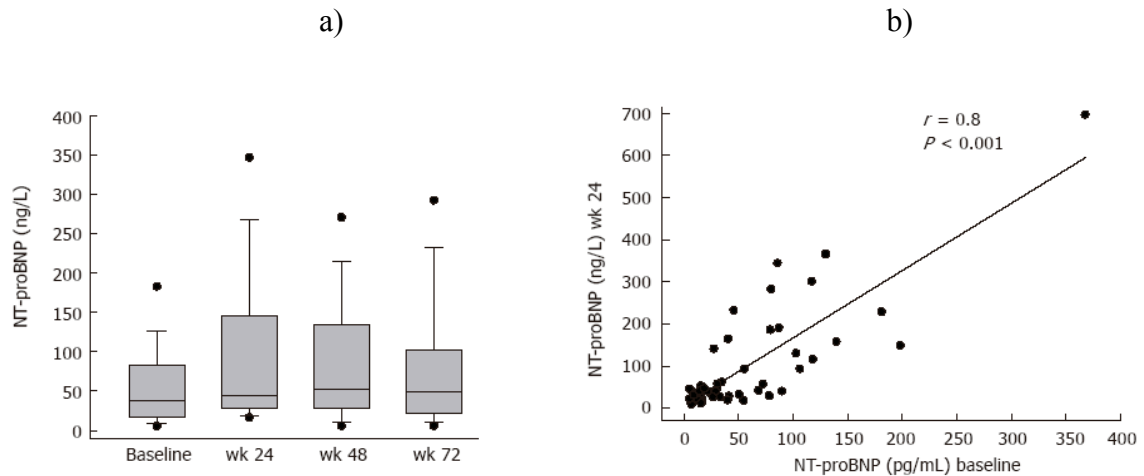 a)
b)
NT-proBNP (ng/L)
400
350
300
250
200
150
100
50
0
Baseline wk 24 wk 48 wk 72
NT-proBNP (ng/L) wk 24
700
600
500
400
300
200
100
0
r = 0.8
P < 0.001
0 50 100 150 200 250 300 350 400
NT-proBNP (pg/mL) baseline